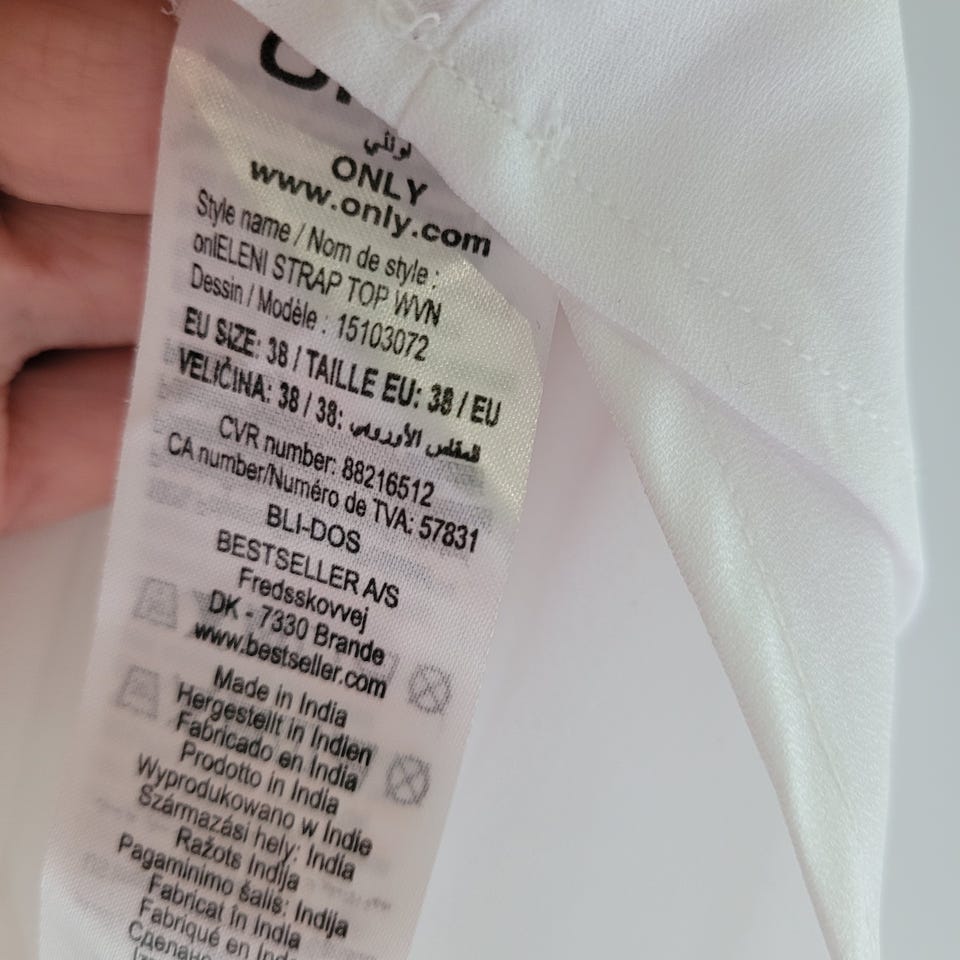 ONLY
www.only.com
Style name / Nom de style :
onlELENI STRAP TOP WVN
Dessin / Modèle : 15103072
EU SIZE: 38 / TAILLE EU: 38 / EU
VELIČINA: 38 / 38: للمقاس الأوروبي
CVR number: 88216512
CA number/Numéro de TVA: 57831
BLI-DOS
BESTSELLER A/S
Fredsskovvej
DK - 7330 Brande
www.bestseller.com
Made in India
Hergestellt in Indien
Fabricado en India
Prodotto in India
Wyprodukowano w Indie
Származási hely: India
Ražots Indija
Pagaminimo šalis: Indija
Fabricat în India
Fabriqué en